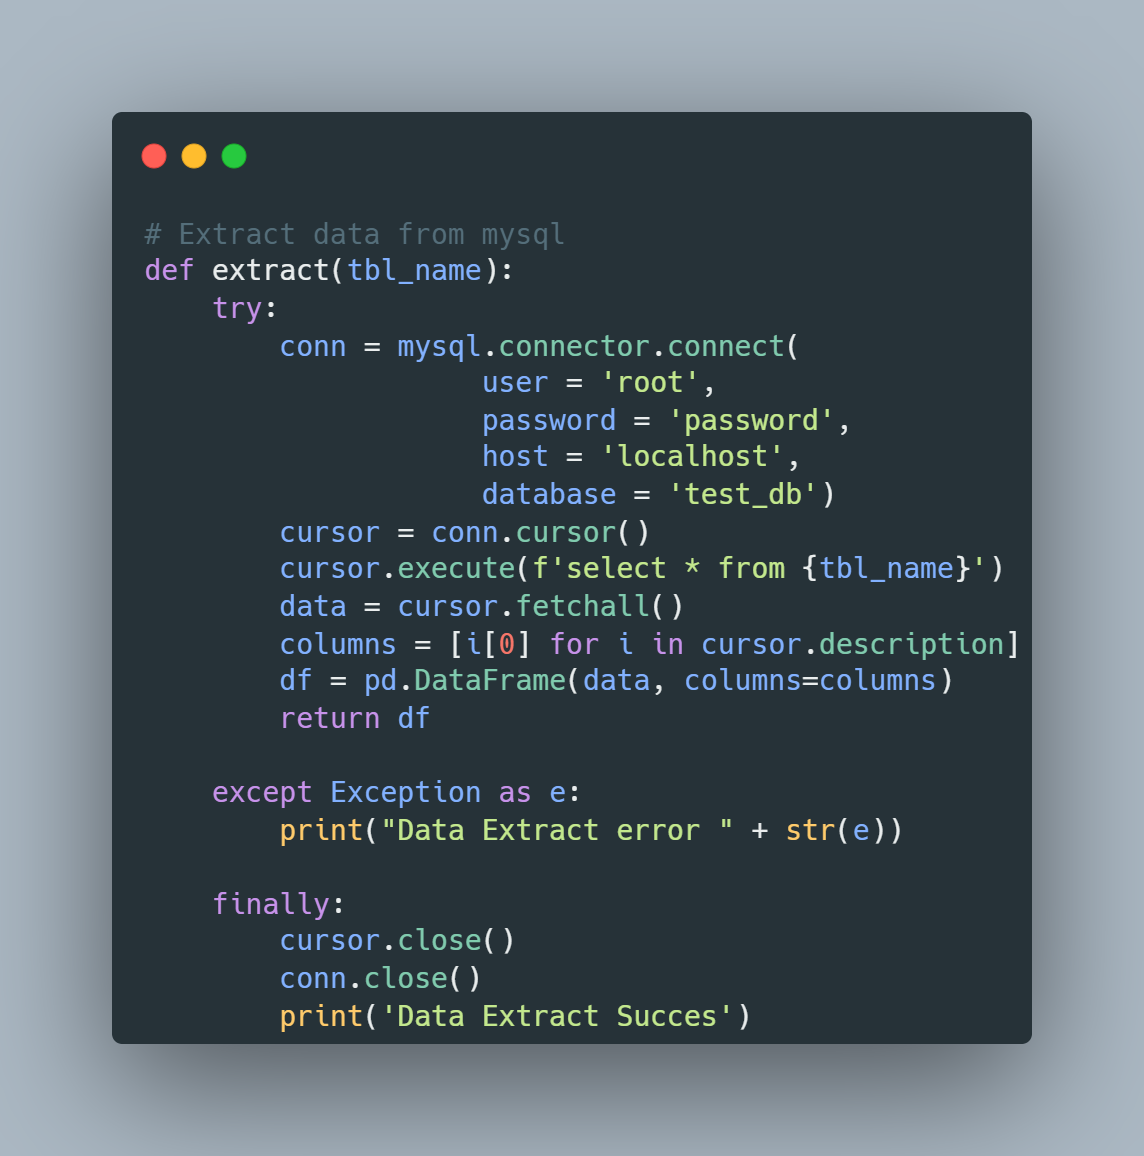 # Extract data from mysql
def extract(tbl_name):
    try:
        conn = mysql.connector.connect(
                    user = 'root',
                    password = 'password',
                    host = 'localhost',
                    database = 'test_db')
        cursor = conn.cursor()
        cursor.execute(f'select * from {tbl_name}')
        data = cursor.fetchall()
        columns = [i[0] for i in cursor.description]
        df = pd.DataFrame(data, columns=columns)
        return df

    except Exception as e:
        print("Data Extract error " + str(e))

    finally:
        cursor.close()
        conn.close()
        print('Data Extract Succes')